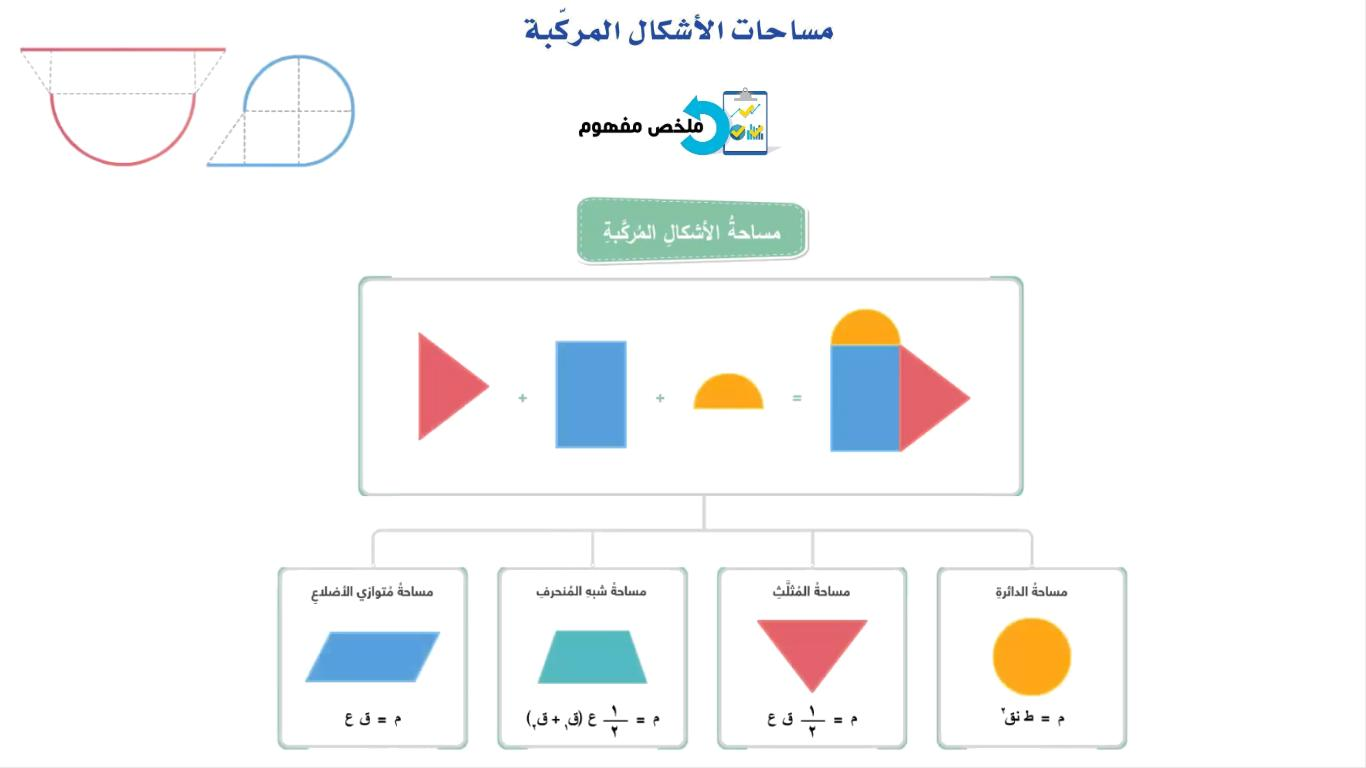 مساحات الأشكال المركّبة
ملخص مفهوم
مساحةُ الأشكالِ المُركَّبةِ
= + +
مساحةُ الدائرةِ
م = ط نق٢
مساحةُ المُثلَّثِ
م = ١/٢ ق ع
مساحةُ شبهِ المُنحرفِ
م = ١/٢ ع (ق١ + ق٢)
مساحةُ مُتوازي الأضلاعِ
م = ق ع